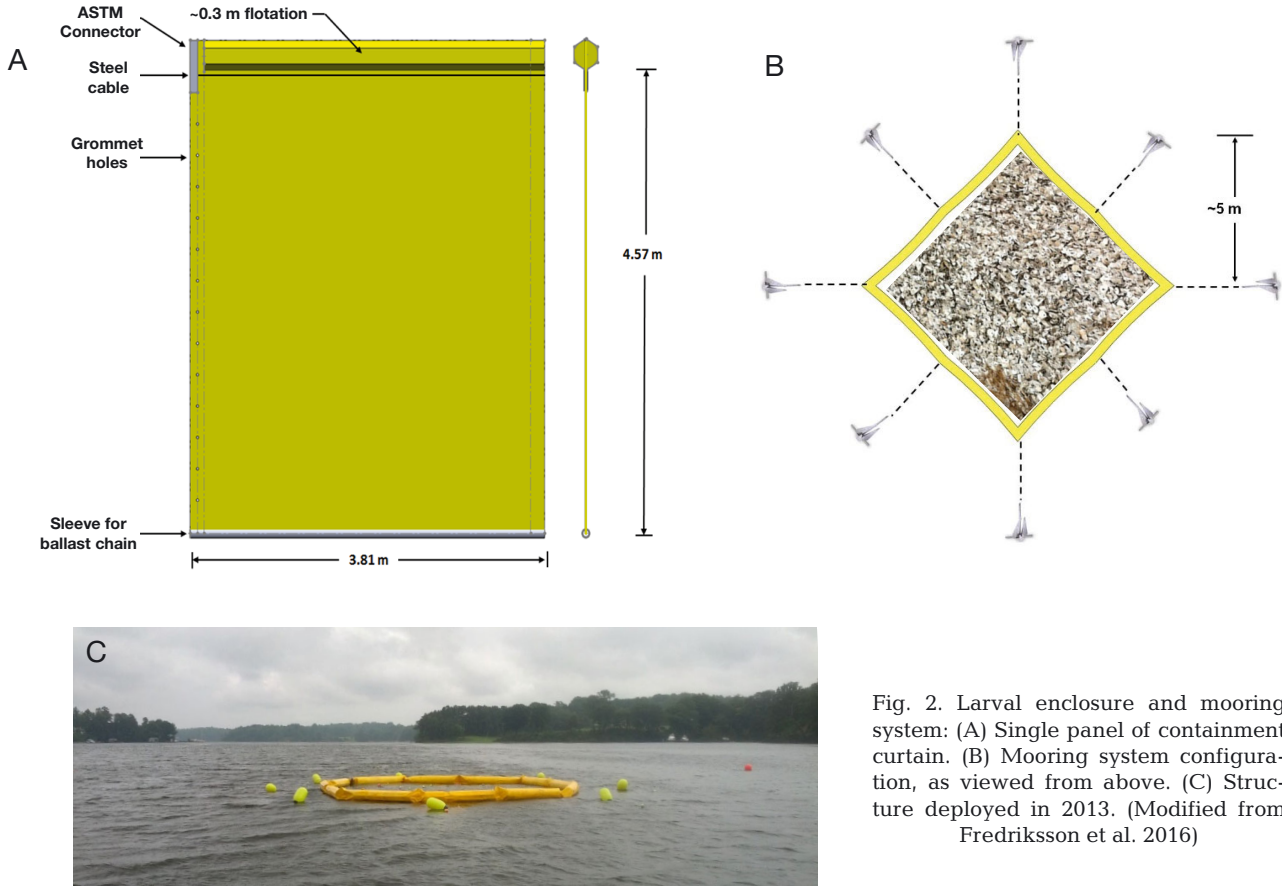 A
ASTM
Connector
~0.3 m flotation
Steel
cable
Grommet
holes
4.57 m
Sleeve for
ballast chain
3.81 m
B
~5 m
C
Fig. 2. Larval enclosure and mooring
system: (A) Single panel of containment
curtain. (B) Mooring system configura-
tion, as viewed from above. (C) Struc-
ture deployed in 2013. (Modified from
Fredriksson et al. 2016)